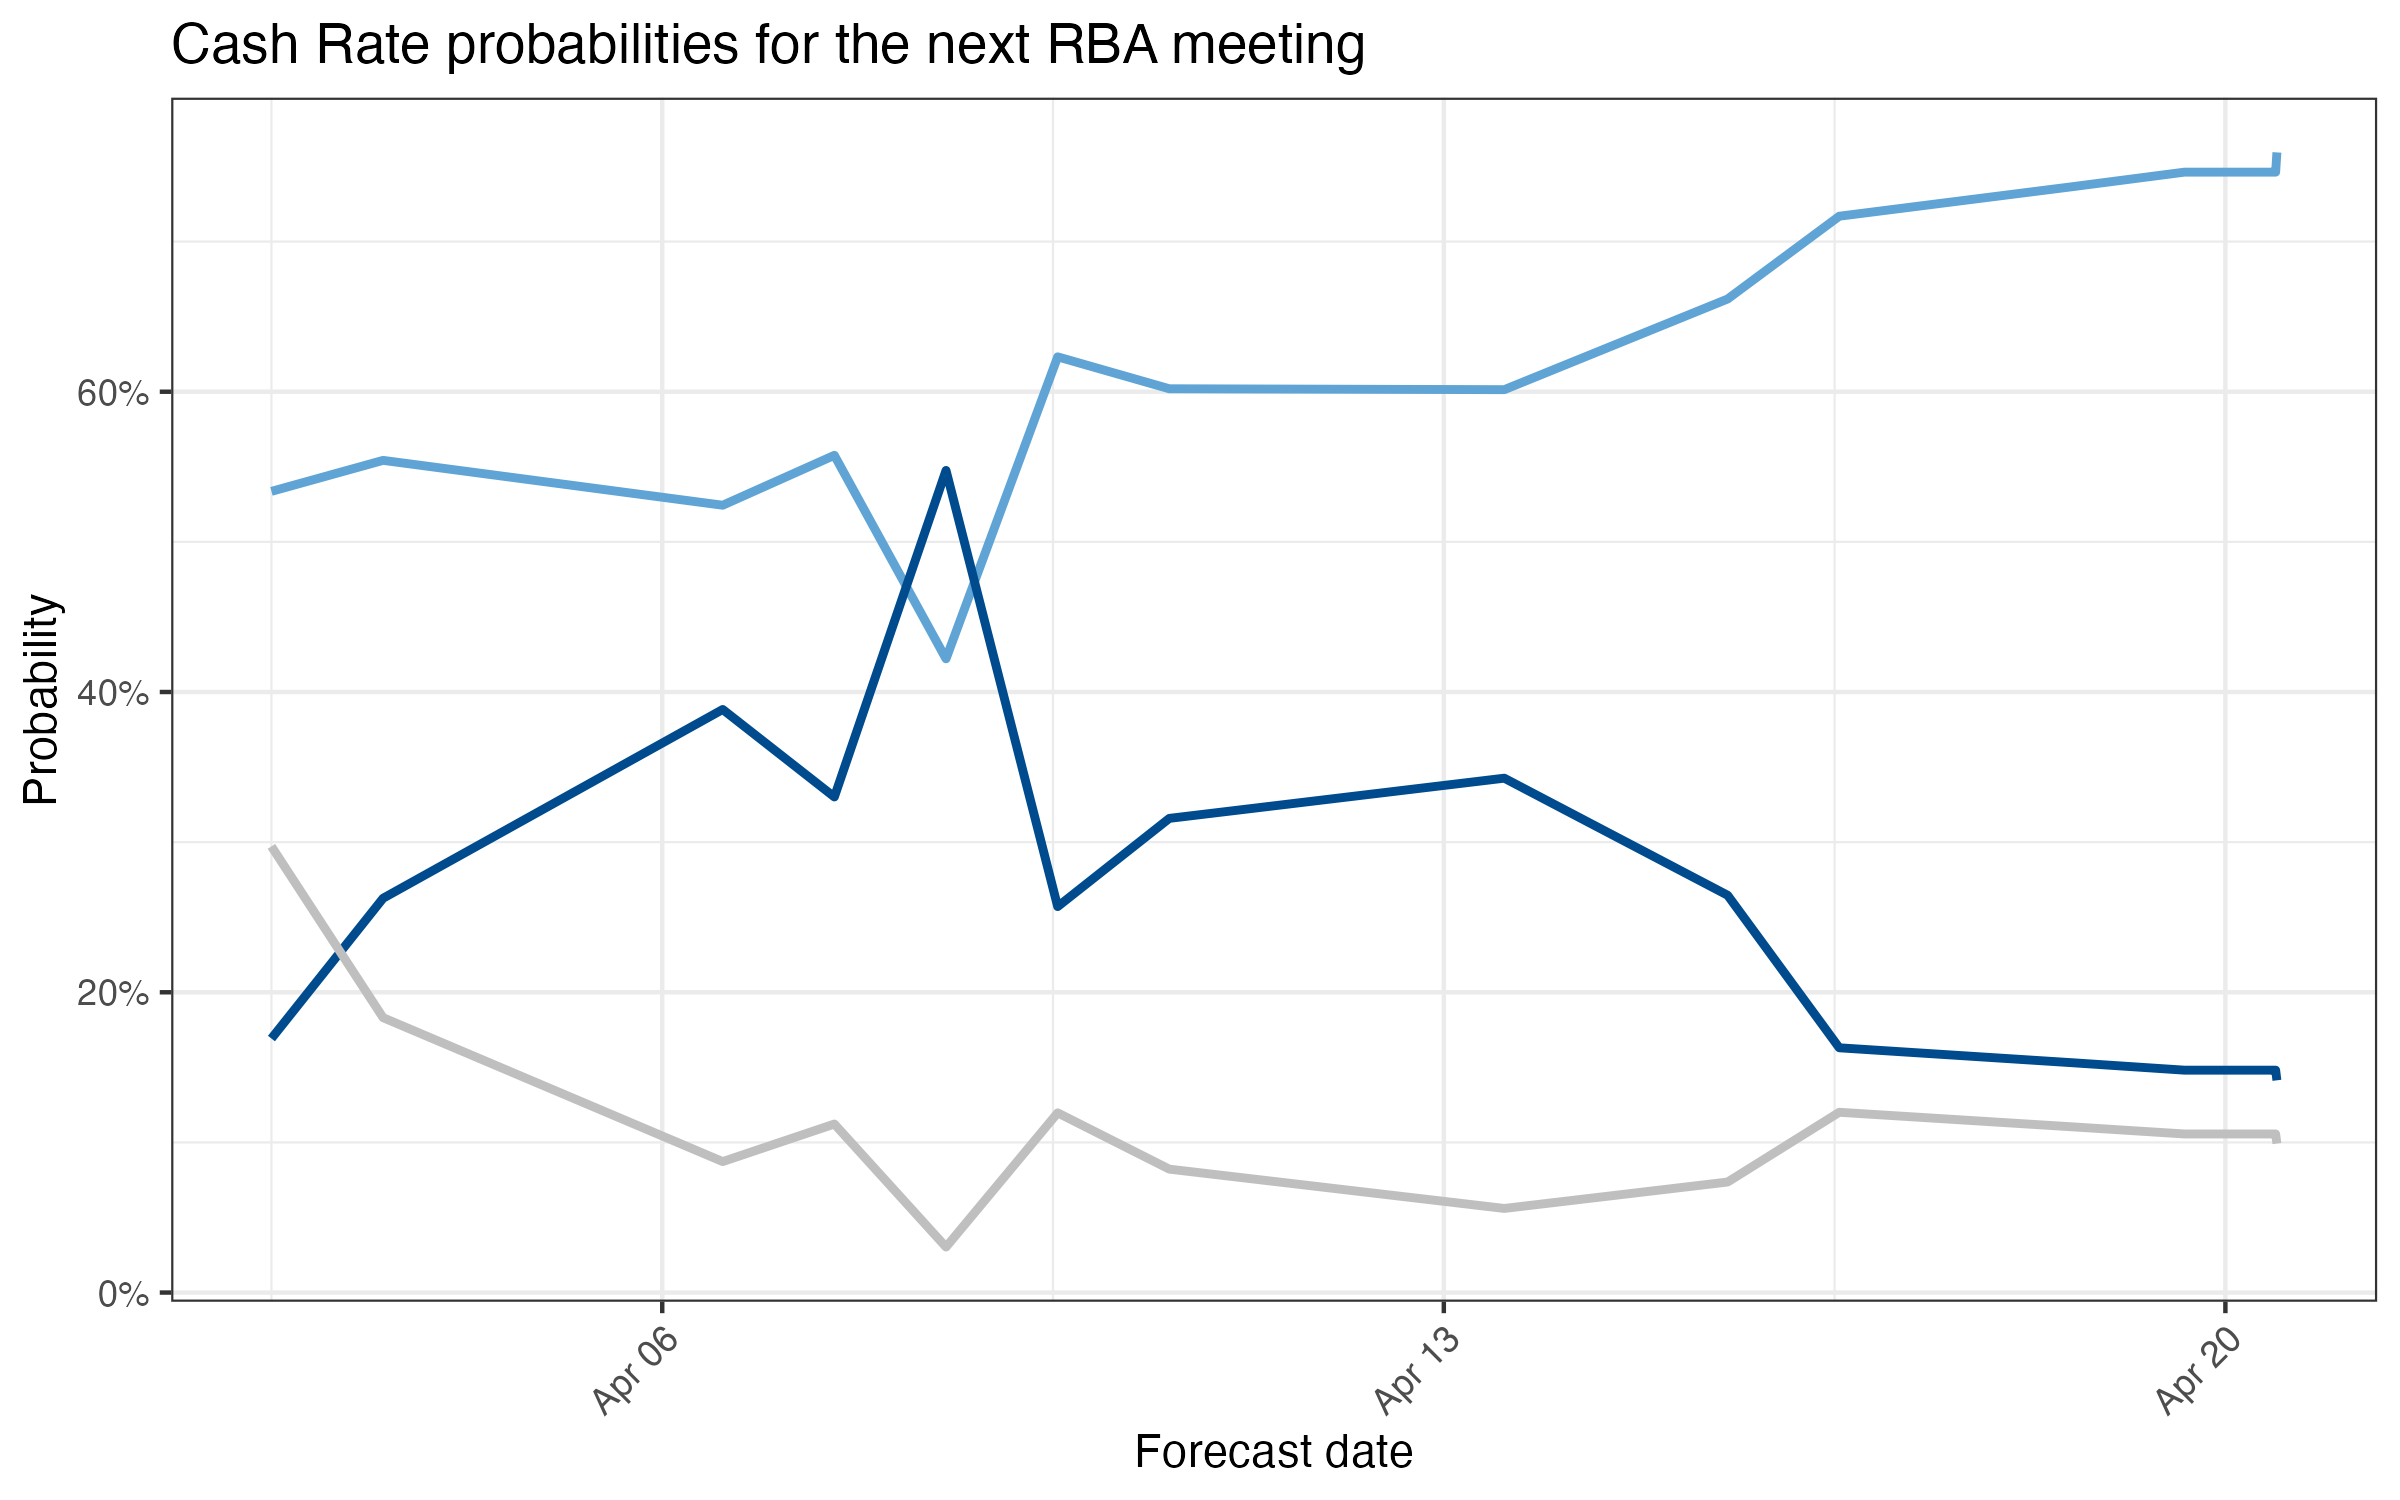 Cash Rate probabilities for the next RBA meeting
Probability
60%
40%
20%
0%
Apr 06
Apr 13
Apr 20
Forecast date